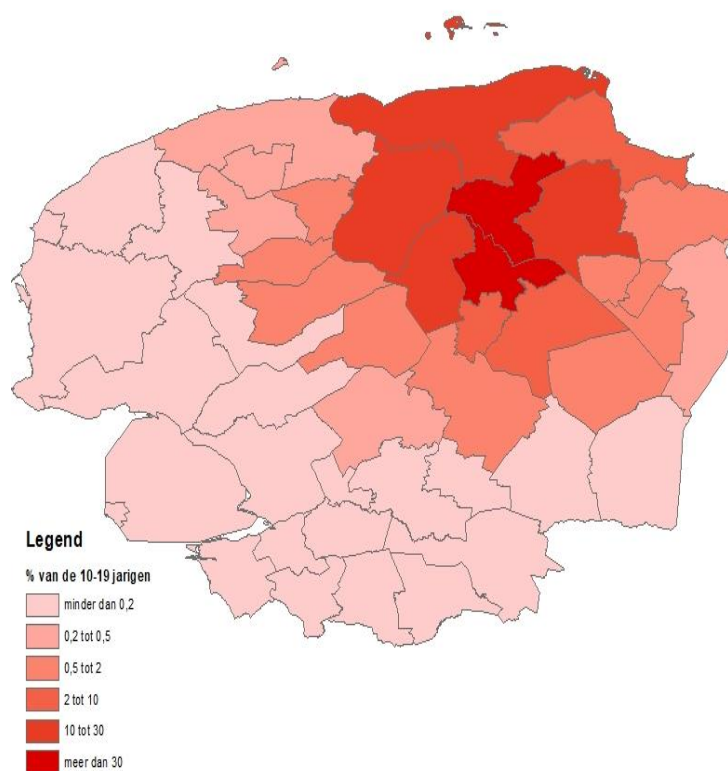 Legend
% van de 10-19 jarigen
minder dan 0,2
0,2 tot 0,5
0,5 tot 2
2 tot 10
10 tot 30
meer dan 30